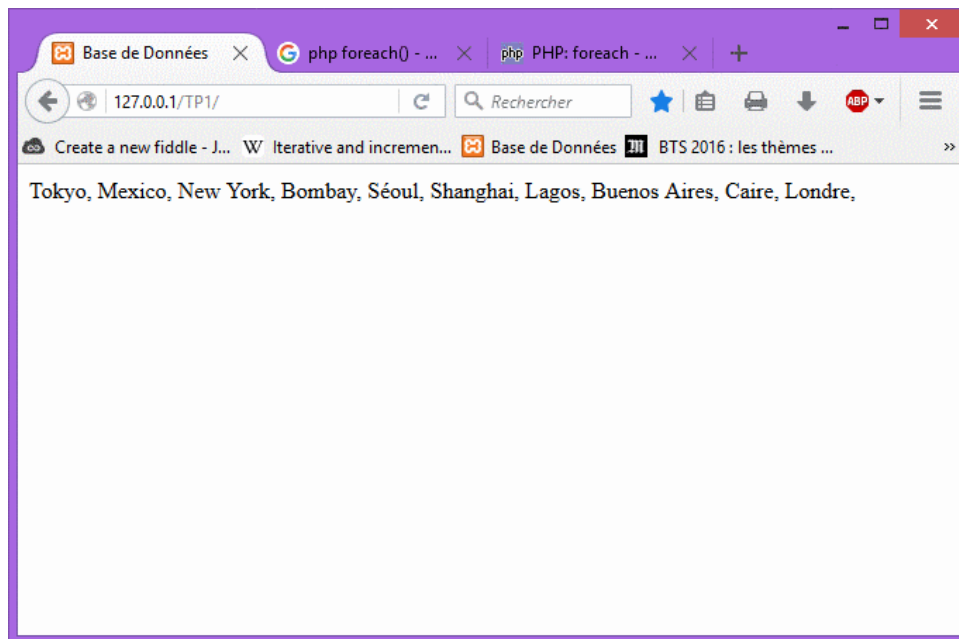 Base de Données
php foreach() - ...
php PHP: foreach - ...
127.0.0.1/TP1/
Rechercher
ABP
Create a new fiddle - J...
W Iterative and incremen...
Base de Données
M BTS 2016 : les thèmes ...
Tokyo, Mexico, New York, Bombay, Séoul, Shanghai, Lagos, Buenos Aires, Caire, Londre,